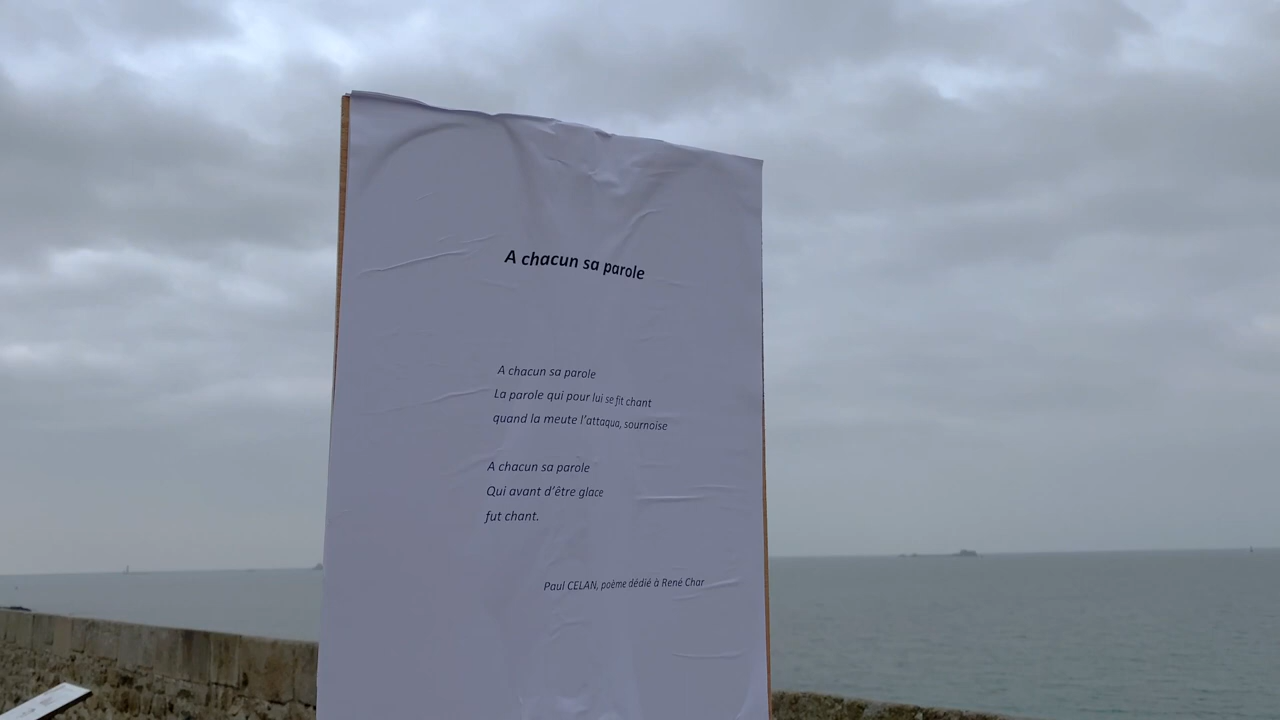 A chacun sa parole
A chacun sa parole
La parole qui pour lui se fit chant
quand la meute l'attaqua, sournoise
A chacun sa parole
Qui avant d'être glace
fut chant.
Paul CELAN, poème dédié à René Char